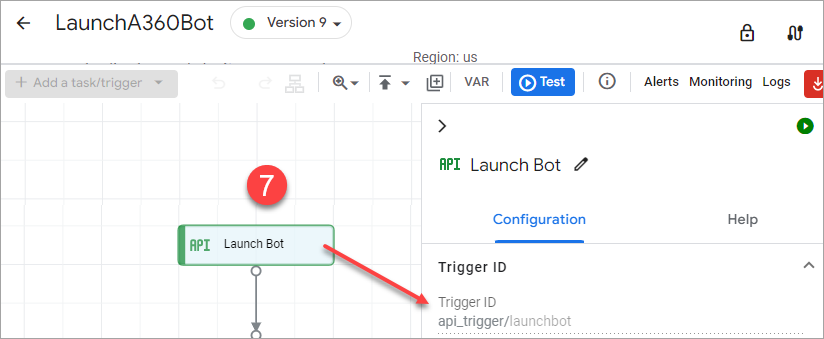 LaunchA360Bot
Version 9
Region: us
+ Add a task/trigger
VAR
Test
Alerts
Monitoring
Logs
7
API Launch Bot
API Launch Bot
Configuration
Help
Trigger ID
Trigger ID
api_trigger/launchbot